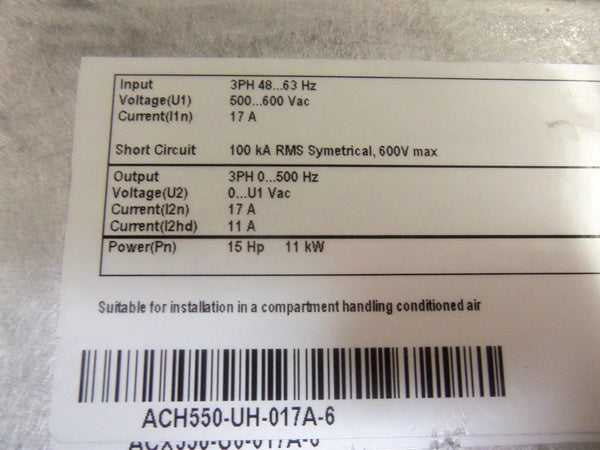 Input 3PH 48...63 Hz
Voltage(U1) 500...600 Vac
Current(I1n) 17 A
Short Circuit 100 kA RMS Symetrical, 600V max
Output 3PH 0...500 Hz
Voltage(U2) 0...U1 Vac
Current(I2n) 17 A
Current(I2hd) 11 A
Power(Pn) 15 Hp 11 kW
Suitable for installation in a compartment handling conditioned air
ACH550-UH-017A-6